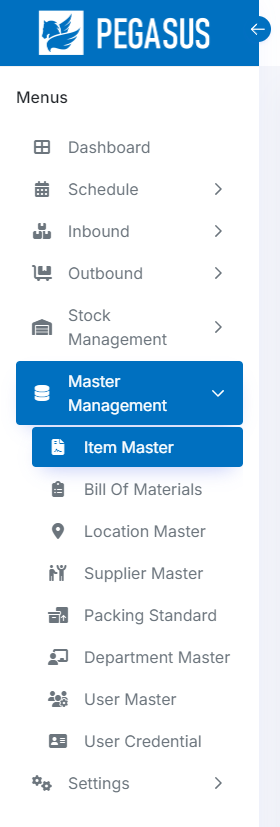 PEGASUS
Menus
Dashboard
Schedule
Inbound
Outbound
Stock
Management
Master
Management
Item Master
Bill Of Materials
Location Master
Supplier Master
Packing Standard
Department Master
User Master
User Credential
Settings